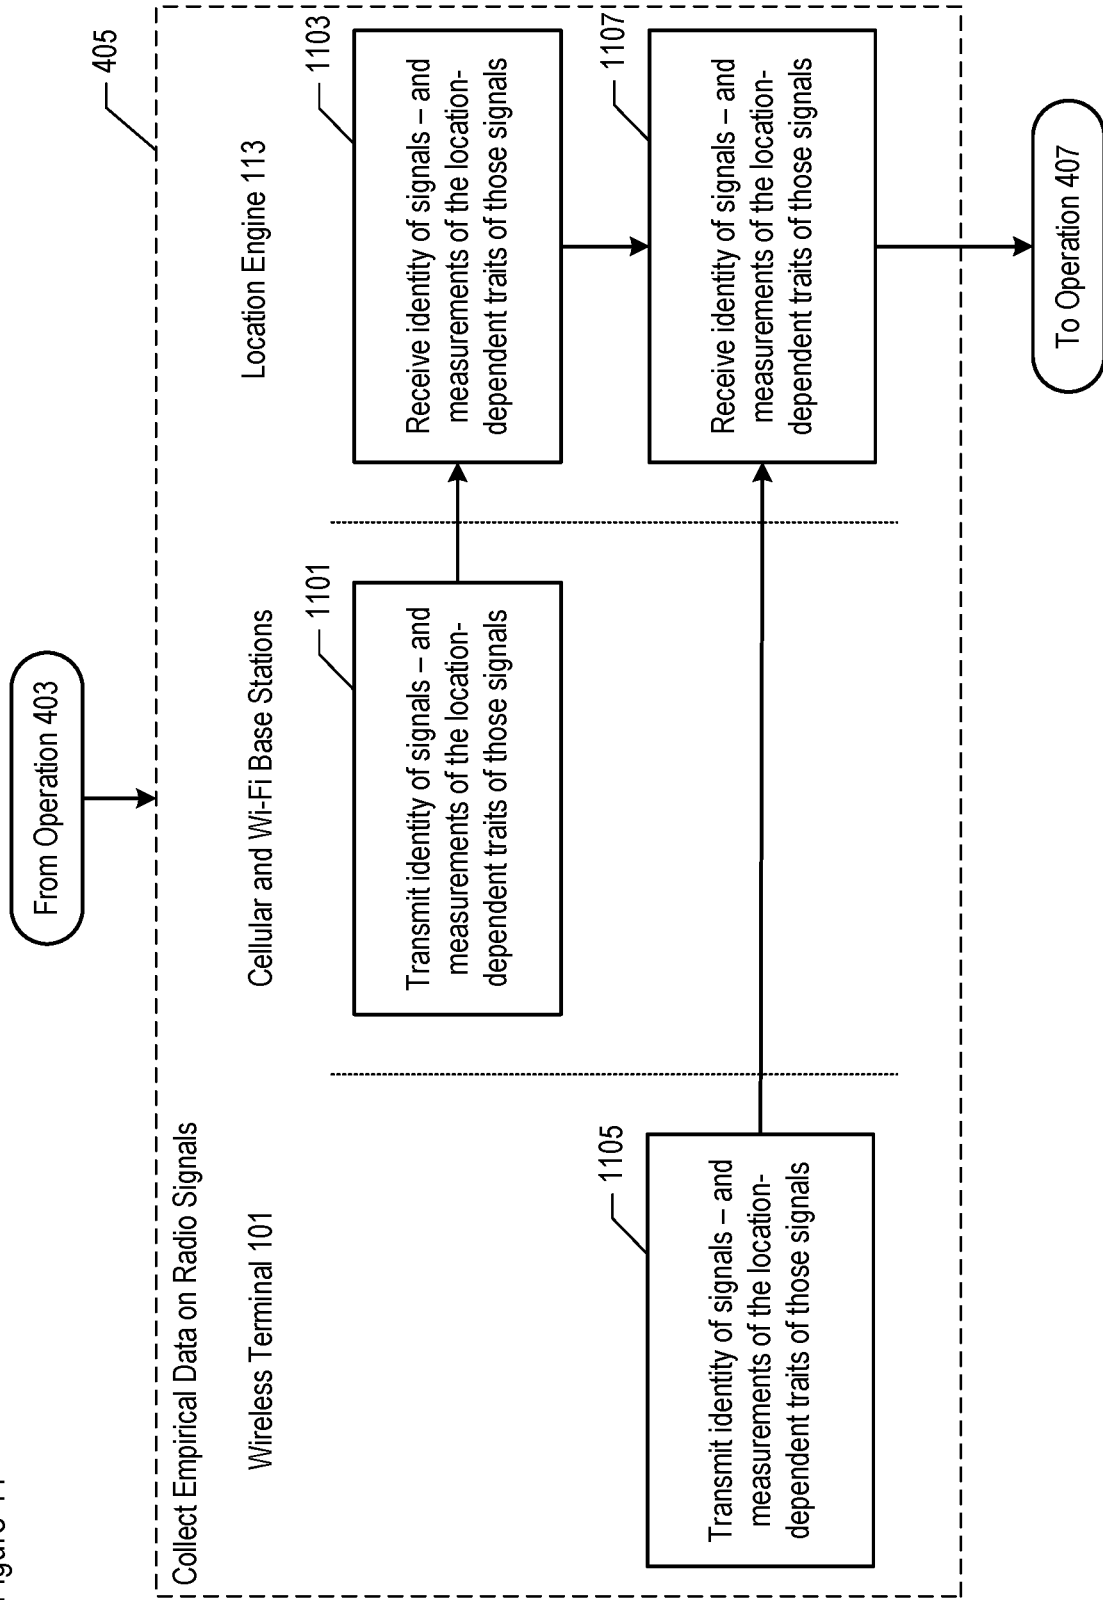 Figure 11
From Operation 403
405
Collect Empirical Data on Radio Signals
Wireless Terminal 101
Cellular and Wi-Fi Base Stations
Location Engine 113
1101
Transmit identity of signals – and
measurements of the location-
dependent traits of those signals
1103
Receive identity of signals – and
measurements of the location-
dependent traits of those signals
1105
Transmit identity of signals – and
measurements of the location-
dependent traits of those signals
1107
Receive identity of signals – and
measurements of the location-
dependent traits of those signals
To Operation 407